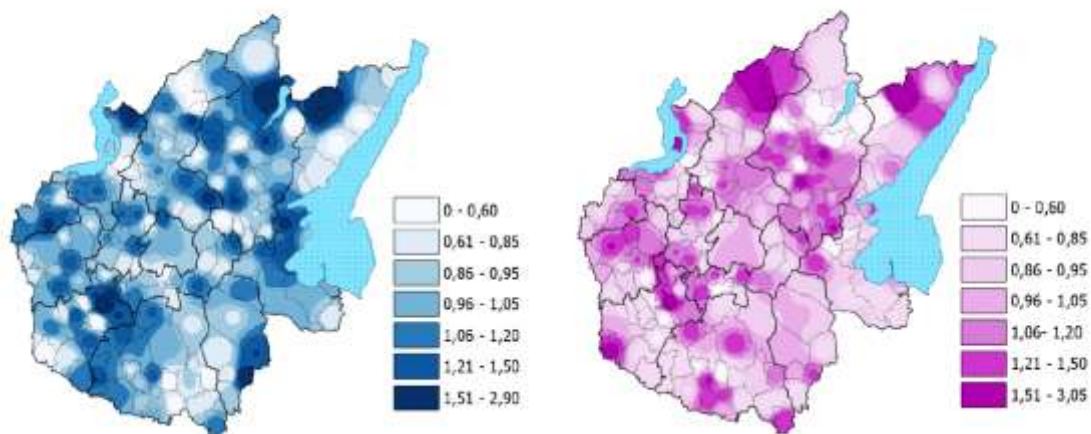 0 - 0,60
0,61 - 0,85
0,86 - 0,95
0,96 - 1,05
1,06 - 1,20
1,21 - 1,50
1,51 - 2,90
0 - 0,60
0,61 - 0,85
0,86 - 0,95
0,96 - 1,05
1,06- 1,20
1,21 - 1,50
1,51 - 3,05